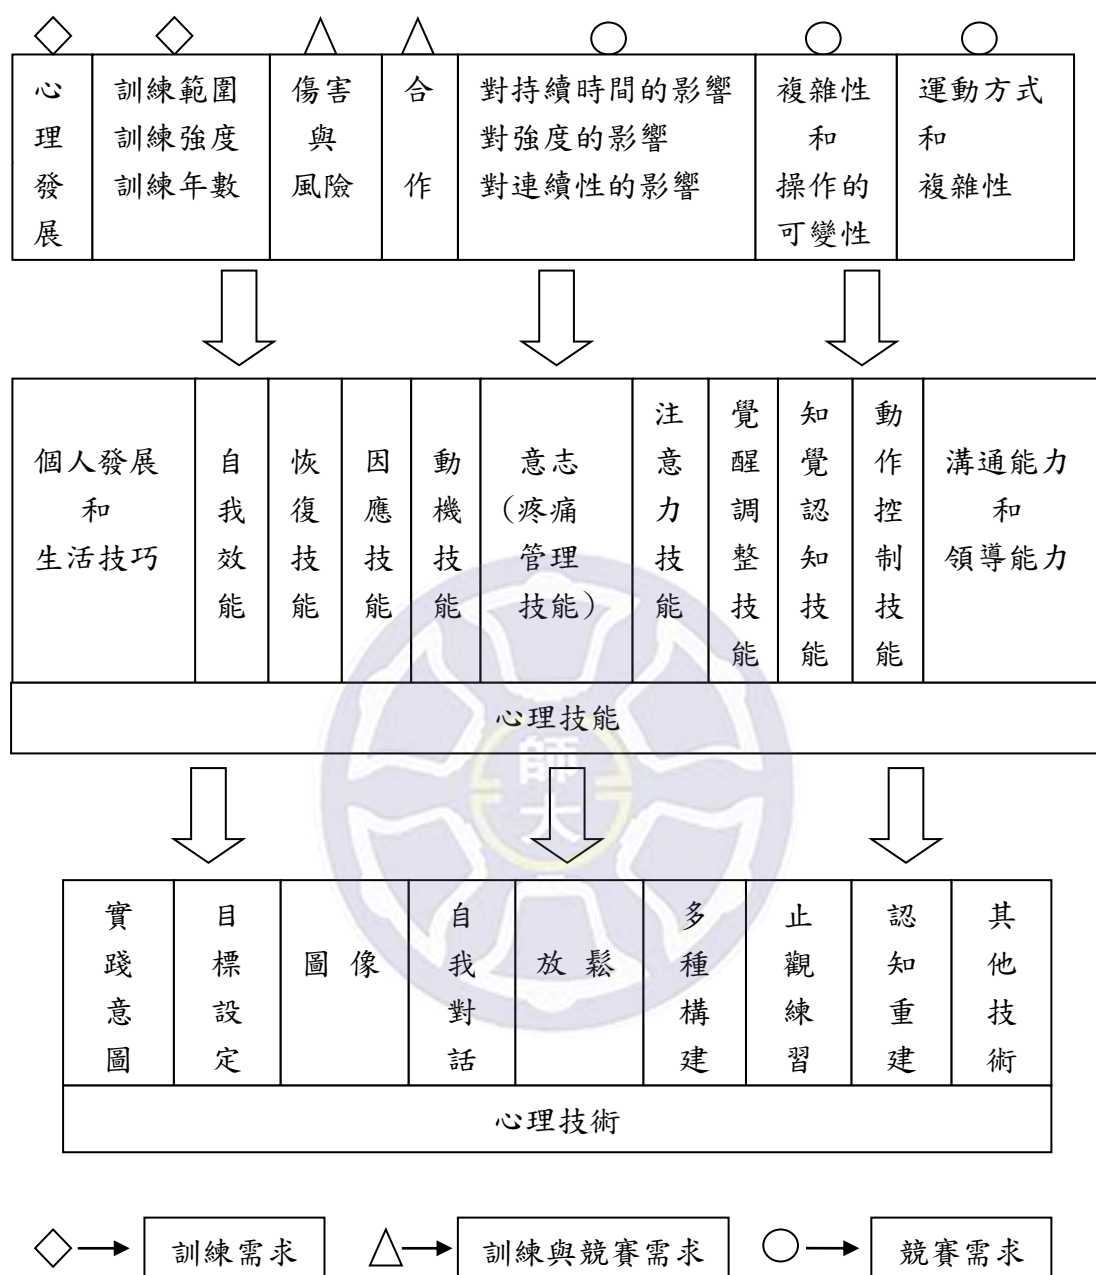 心理發展
訓練範圍
訓練強度
訓練年數
傷害
與
風險
合作
對持續時間的影響
對強度的影響
對連續性的影響
複雜性
和
操作的
可變性
運動方式
和
複雜性
個人發展
和
生活技巧
自我效能
恢復技能
因應技能
動機技能
意志
(疼痛
管理
技能)
注意力技能
覺醒調整技能
知覺認知技能
動作控制技能
溝通能力
和
領導能力
心理技能
師大
實踐意圖
目標設定
圖像
自我對話
放鬆
多種構建
止觀練習
認知重建
其他技術
心理技術
訓練需求
訓練與競賽需求
競賽需求